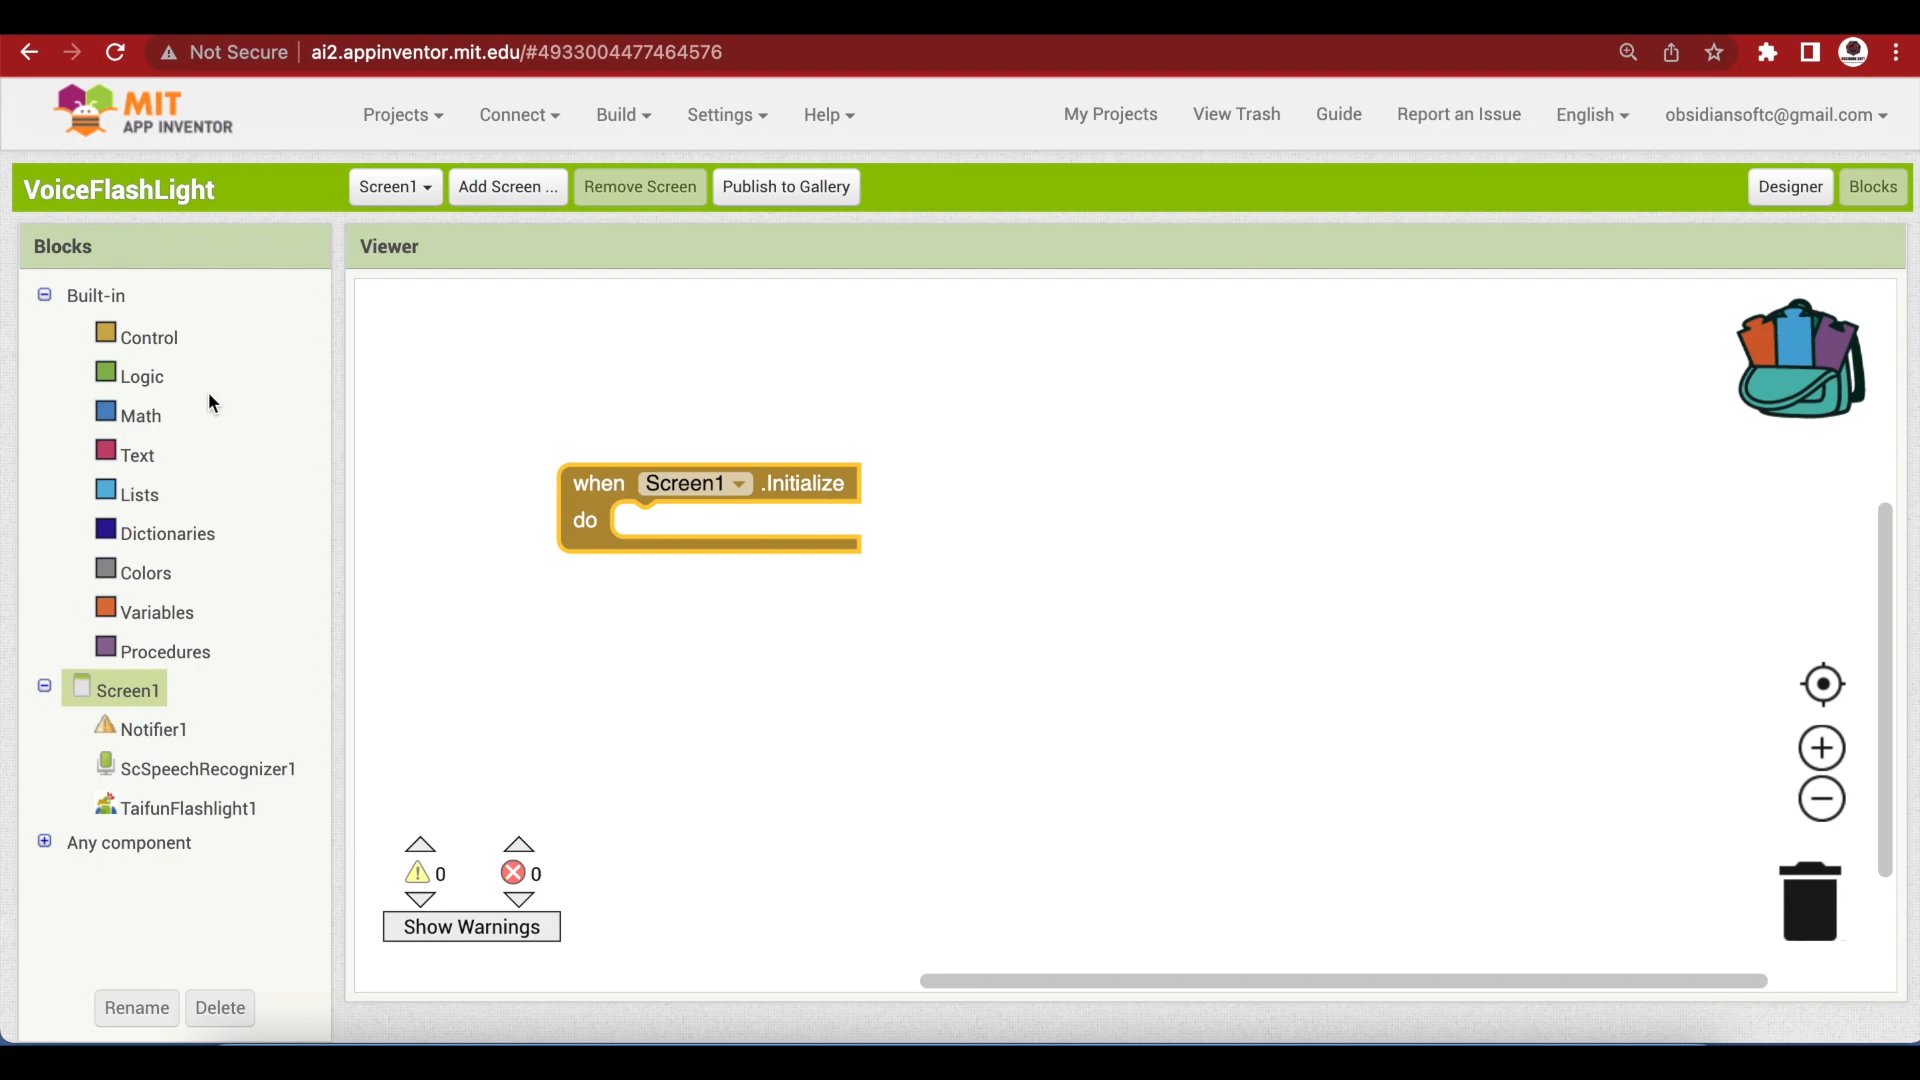 Not Secure ai2.appinventor.mit.edu/#4933004477464576
MIT
APP INVENTOR
Projects Connect Build Settings Help My Projects View Trash Guide Report an Issue English obsidiansoftc@gmail.com
VoiceFlashLight Screen1 Add Screen ... Remove Screen Publish to Gallery Designer Blocks
Blocks
Viewer
Built-in
Control
Logic
Math
Text
Lists
Dictionaries
Colors
Variables
Procedures
Screen1
Notifier1
ScSpeechRecognizer1
TaifunFlashlight1
Any component
Rename Delete
when Screen1 .Initialize
do
0 0
Show Warnings